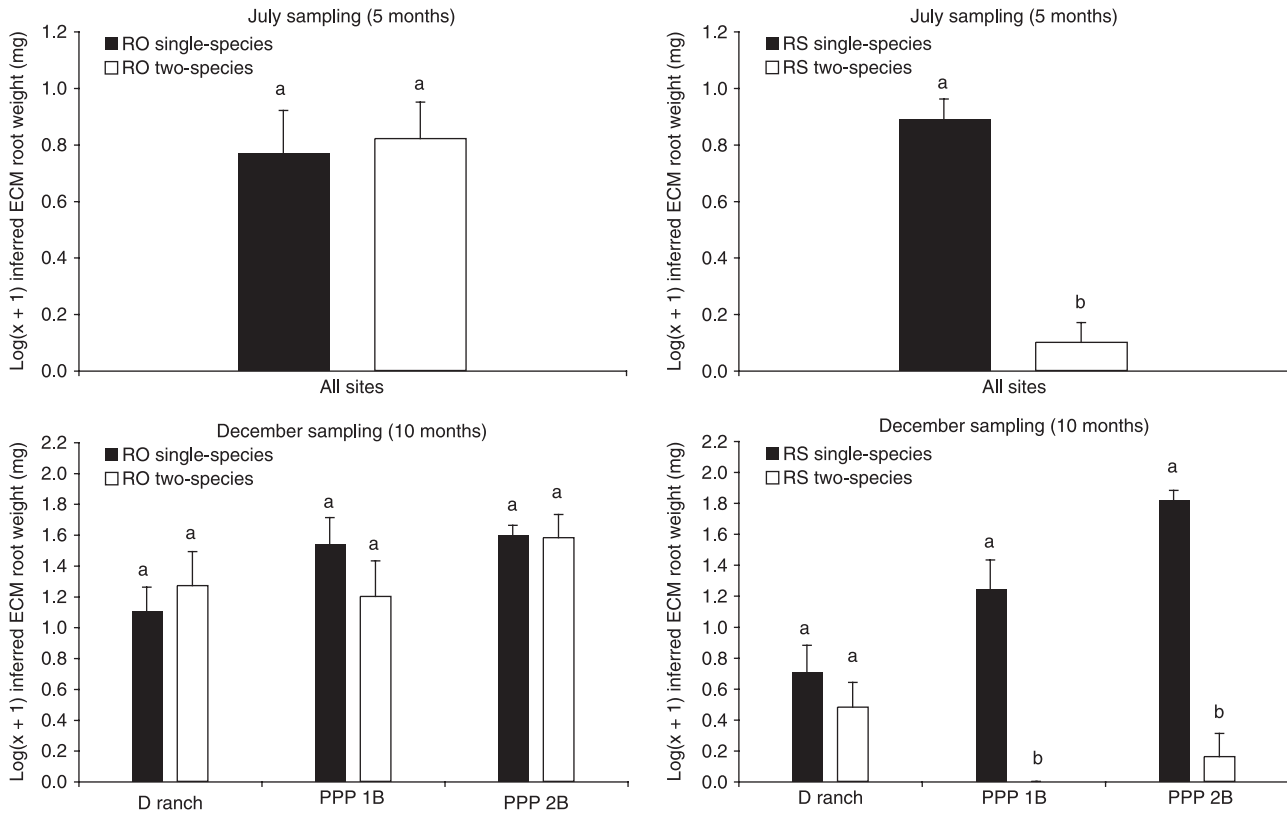 July sampling (5 months)
RO single-species
RO two-species
Log(x + 1) inferred ECM root weight (mg)
1.2
1.0
0.8
0.6
0.4
0.2
0.0
a
a
All sites
July sampling (5 months)
RS single-species
RS two-species
Log(x + 1) inferred ECM root weight (mg)
1.2
1.0
0.8
0.6
0.4
0.2
0.0
a
b
All sites
December sampling (10 months)
RO single-species
RO two-species
Log(x + 1) inferred ECM root weight (mg)
2.2
2.0
1.8
1.6
1.4
1.2
1.0
0.8
0.6
0.4
0.2
0.0
a
a
a
a
a
a
D ranch
PPP 1B
PPP 2B
December sampling (10 months)
RS single-species
RS two-species
Log(x + 1) inferred ECM root weight (mg)
2.2
2.0
1.8
1.6
1.4
1.2
1.0
0.8
0.6
0.4
0.2
0.0
a
a
a
b
a
b
D ranch
PPP 1B
PPP 2B